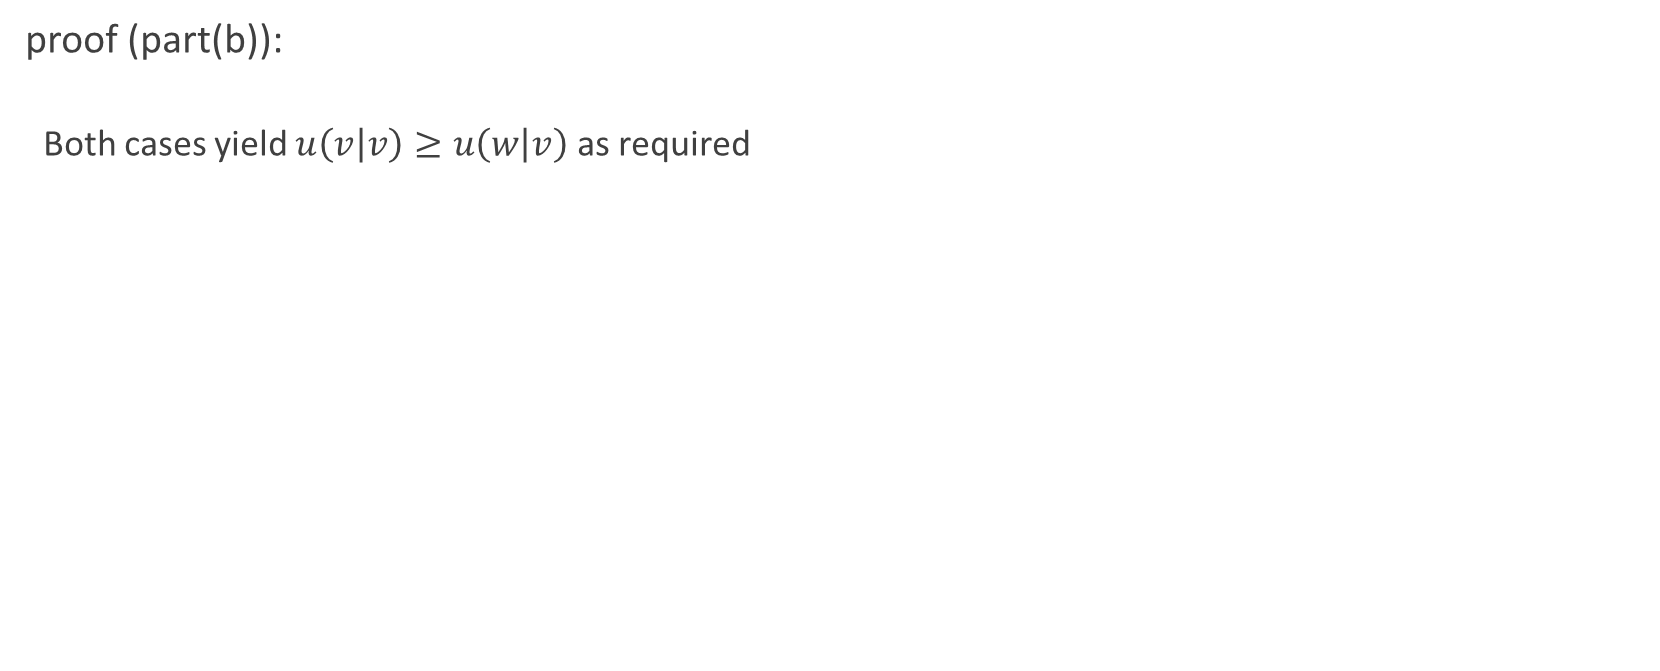 proof (part(b)):
Both cases yield 𝑢(𝑣|𝑣) ≥ 𝑢(𝑤|𝑣) as required